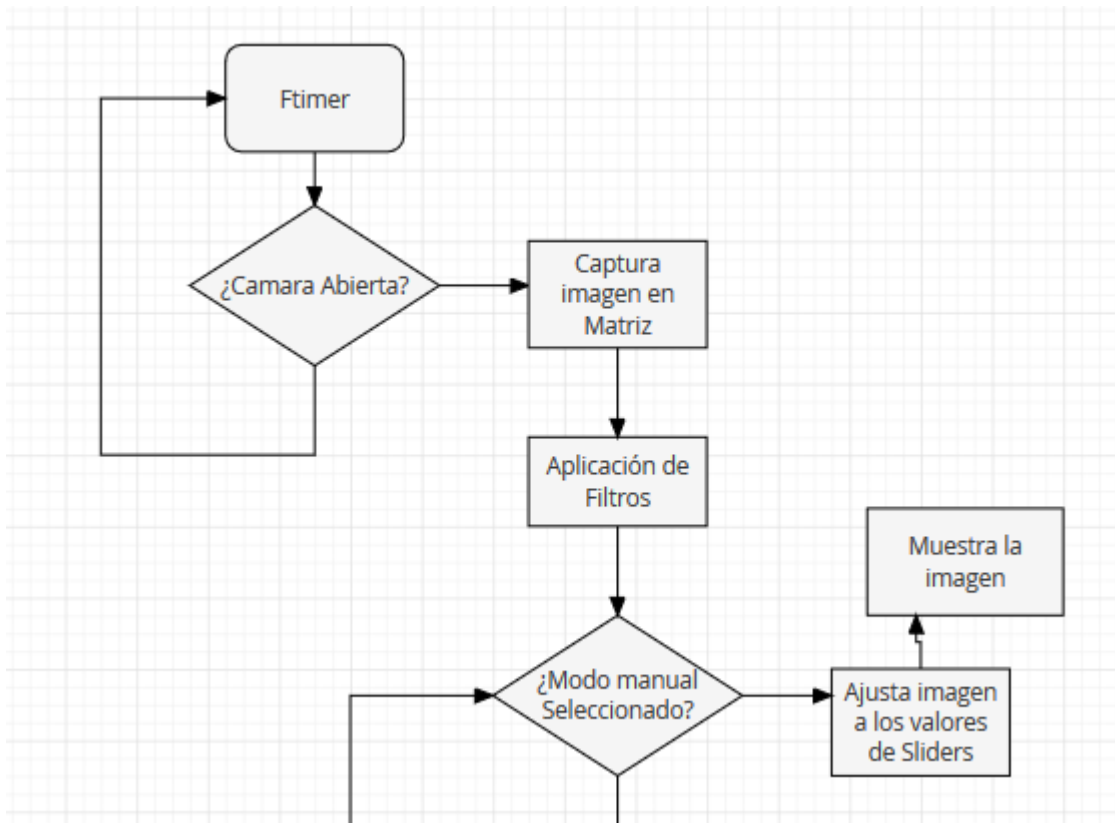 Ftimer
¿Camara Abierta?
Captura
imagen en
Matriz
Aplicación de
Filtros
Muestra la
imagen
¿Modo manual
Seleccionado?
Ajusta imagen
a los valores
de Sliders